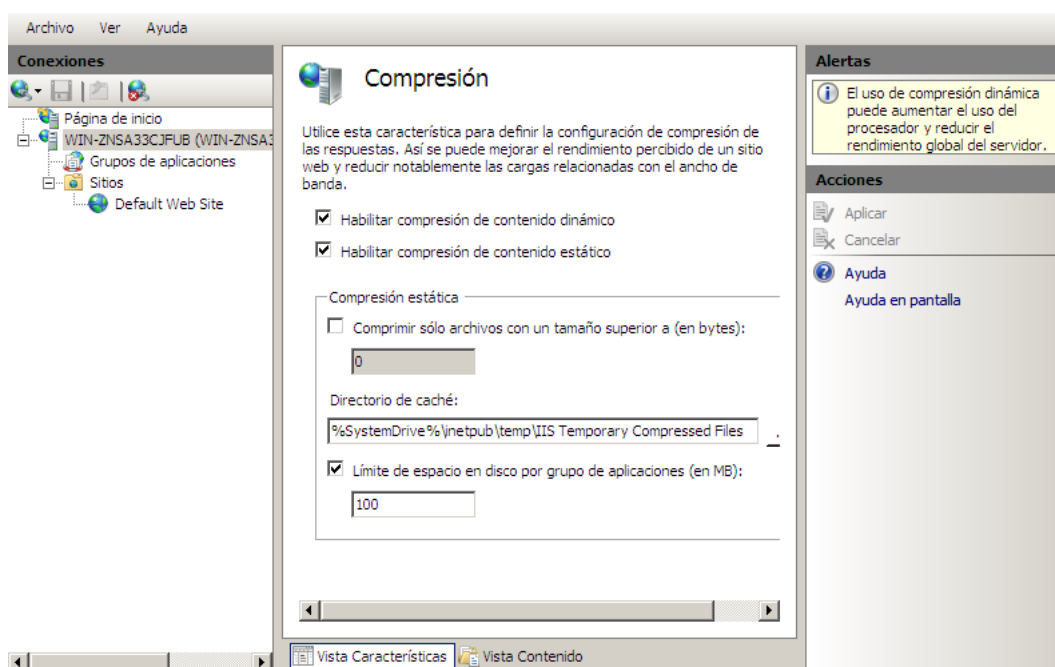 Archivo Ver Ayuda
Conexiones
Página de inicio
WIN-ZNSA33CJFUB (WIN-ZNSA3
Grupos de aplicaciones
Sitios
Default Web Site
Compresión
Utilice esta característica para definir la configuración de compresión de
las respuestas. Así se puede mejorar el rendimiento percibido de un sitio
web y reducir notablemente las cargas relacionadas con el ancho de
banda.
Habilitar compresión de contenido dinámico
Habilitar compresión de contenido estático
Compresión estática
Comprimir sólo archivos con un tamaño superior a (en bytes):
0
Directorio de caché:
%SystemDrive%\inetpub\temp\IIS Temporary Compressed Files
.
Límite de espacio en disco por grupo de aplicaciones (en MB):
100
Vista Características Vista Contenido
Alertas
El uso de compresión dinámica
puede aumentar el uso del
procesador y reducir el
rendimiento global del servidor.
Acciones
Aplicar
Cancelar
Ayuda
Ayuda en pantalla